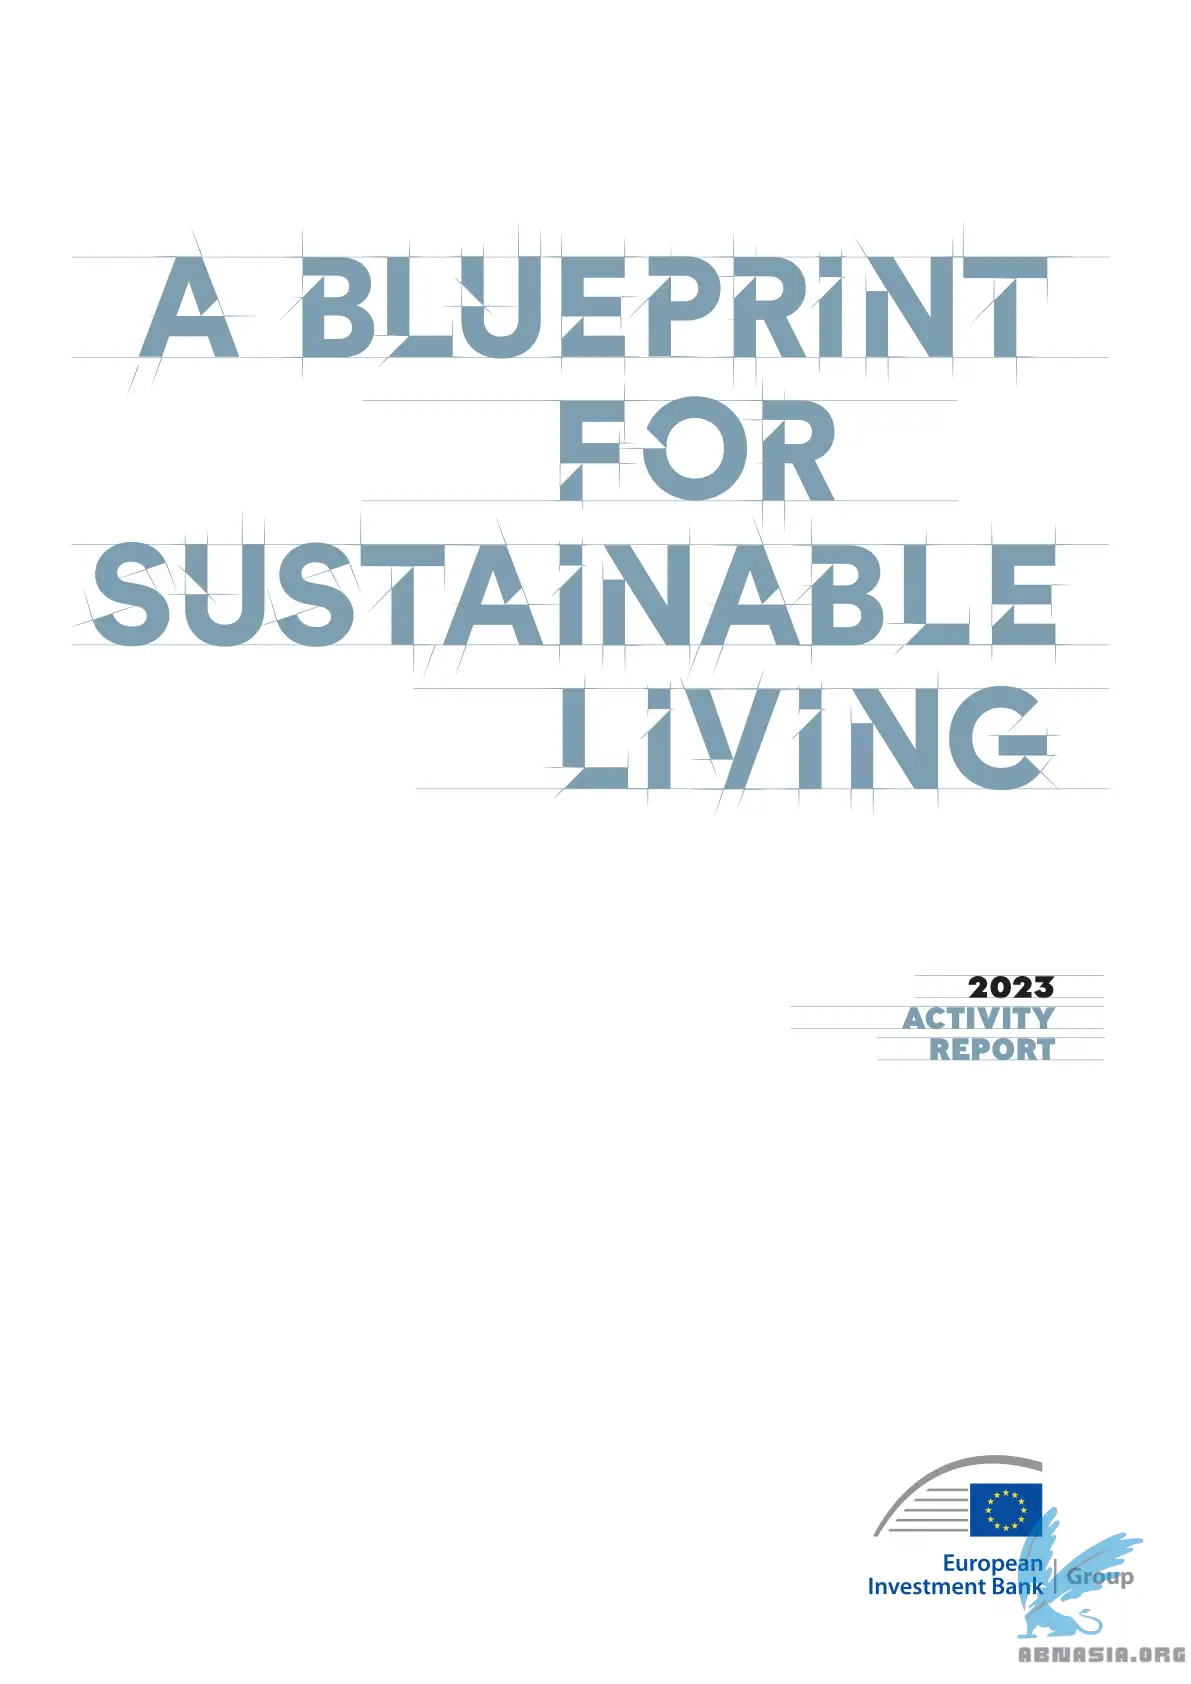 A BLUEPRiNT
FOR
SUSTAiNABLE
LiViNG
2023
ACTIVITY
REPORT
European
Investment Bank | Group
ABNASIA.ORG